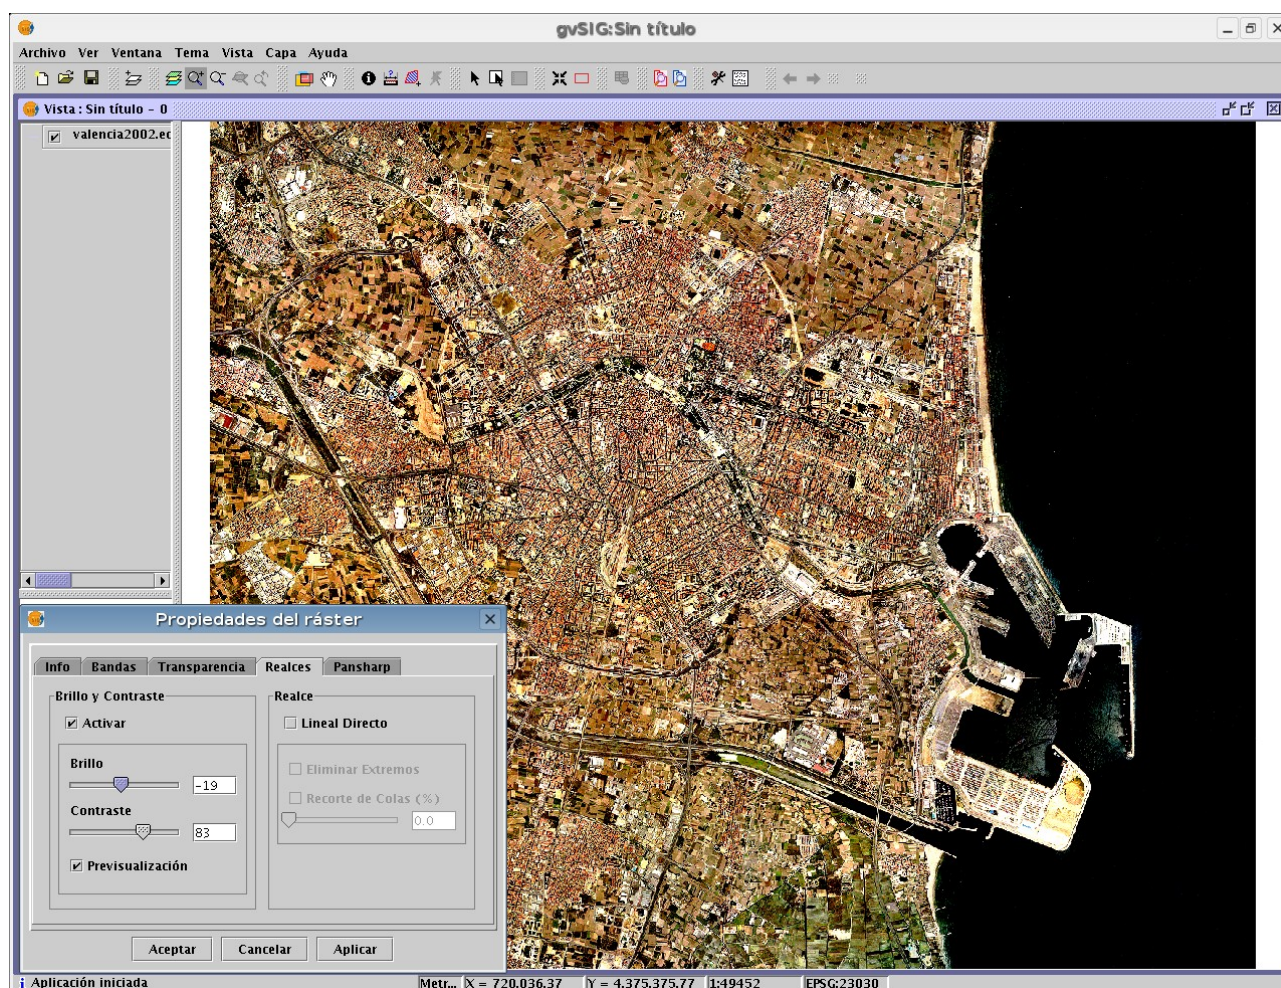 gvSIG:Sin título
Archivo Ver Ventana Tema Vista Capa Ayuda
Vista : Sin título - 0
valencia2002.ec
Propiedades del ráster
Info Bandas Transparencia Realces Pansharp
Brillo y Contraste
Activar
Brillo
-19
Contraste
83
Previsualización
Realce
Lineal Directo
Eliminar Extremos
Recorte de Colas (%)
0.0
Aceptar Cancelar Aplicar
Aplicación iniciada
Metr... X = 720.036,37 Y = 4.375.375,77 1:49452 EPSG:23030